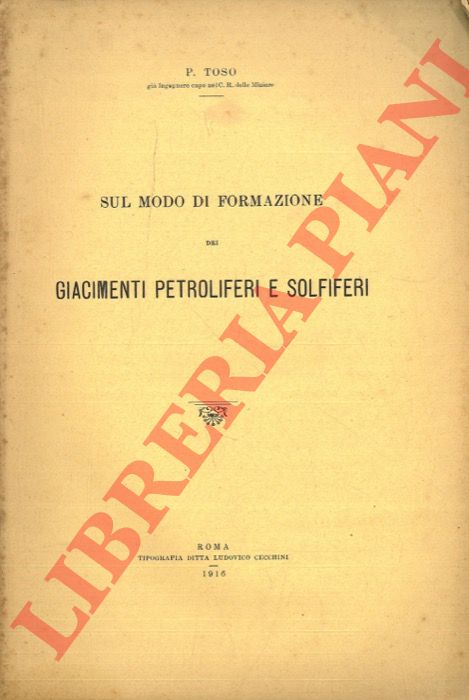 P. TOSO
già Ingegnere capo nel C. R. delle Miniere
SUL MODO DI FORMAZIONE
DEI
GIACIMENTI PETROLIFERI E SOLFIFERI
ROMA
TIPOGRAFIA DITTA LUDOVICO CECCHINI
1916
LIBRERIA PIANI